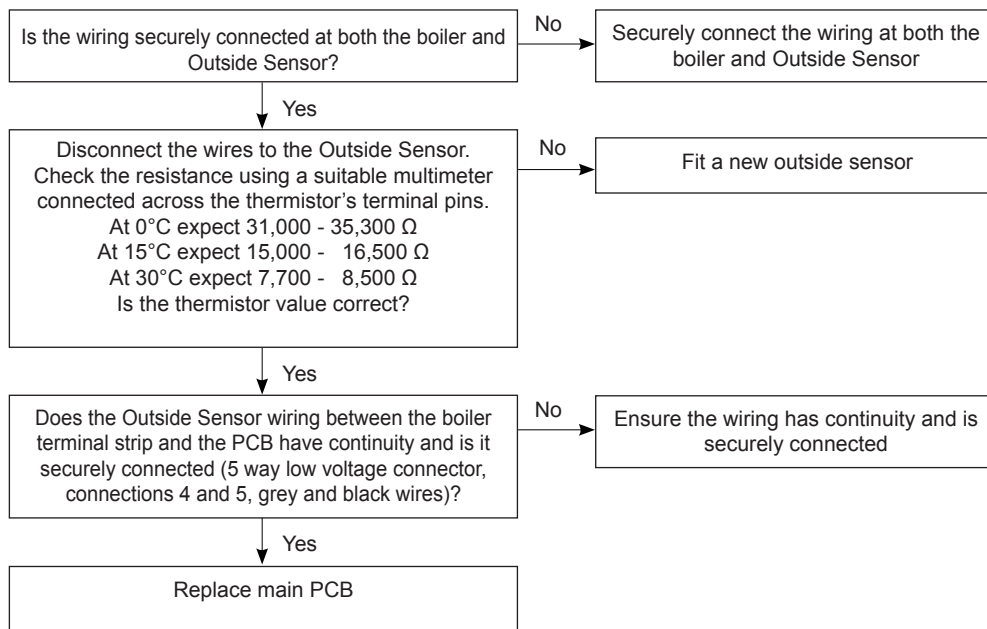 Is the wiring securely connected at both the boiler and
Outside Sensor?
No
Securely connect the wiring at both the
boiler and Outside Sensor
Yes
Disconnect the wires to the Outside Sensor.
Check the resistance using a suitable multimeter
connected across the thermistor’s terminal pins.
At 0°C expect 31,000 - 35,300 Ω
At 15°C expect 15,000 - 16,500 Ω
At 30°C expect 7,700 - 8,500 Ω
Is the thermistor value correct?
No
Fit a new outside sensor
Yes
Does the Outside Sensor wiring between the boiler
terminal strip and the PCB have continuity and is it
securely connected (5 way low voltage connector,
connections 4 and 5, grey and black wires)?
No
Ensure the wiring has continuity and is
securely connected
Yes
Replace main PCB